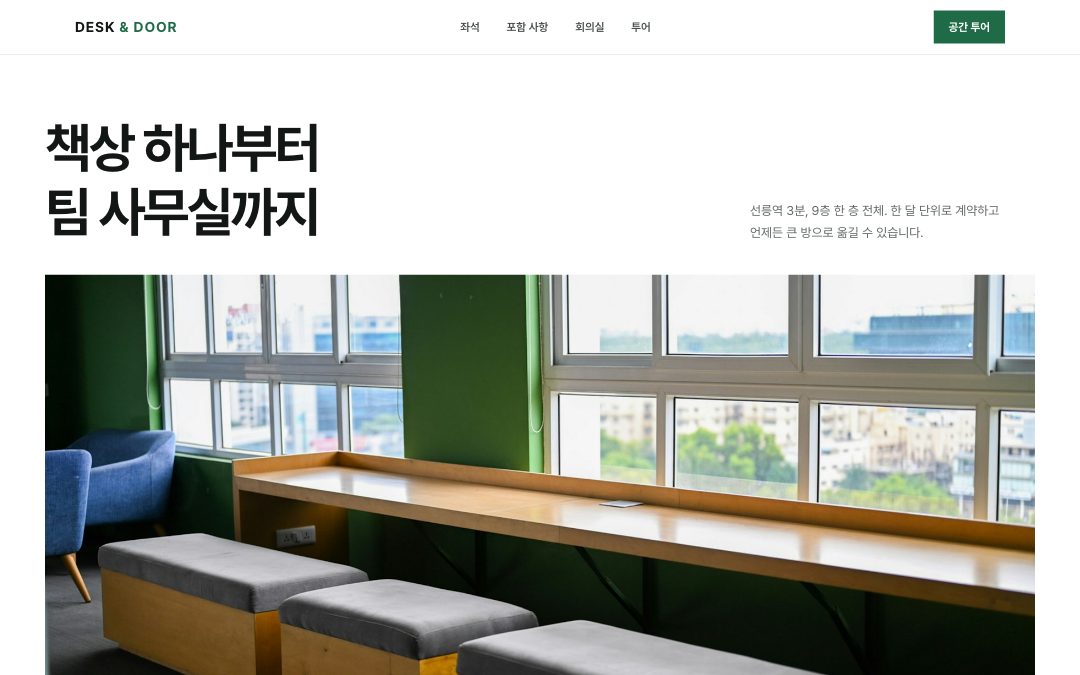 DESK & DOOR
좌석
포함 사항
회의실
투어
공간 투어
책상 하나부터
팀 사무실까지
선릉역 3분, 9층 한 층 전체. 한 달 단위로 계약하고
언제든 큰 방으로 옮길 수 있습니다.